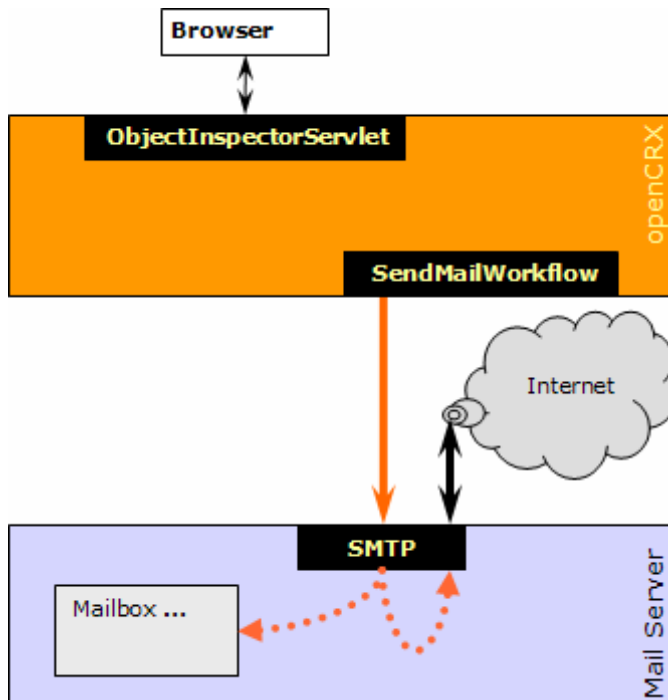 Browser
ObjectInspectorServlet
openCRX
SendMailWorkflow
Internet
SMTP
Mailbox ...
Mail Server